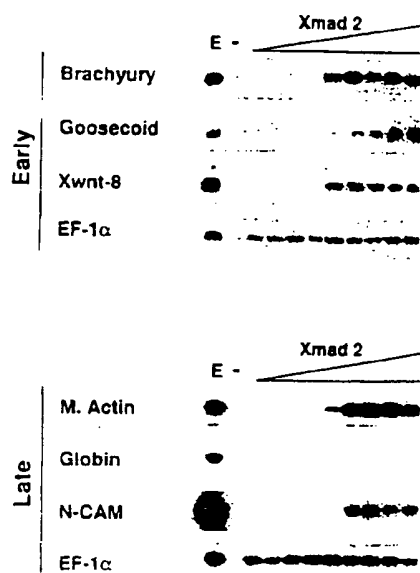 Xmad 2
E -
Brachyury
Goosecoid
Xwnt-8
EF-1α
Early
Xmad 2
E -
M. Actin
Globin
N-CAM
EF-1α
Late